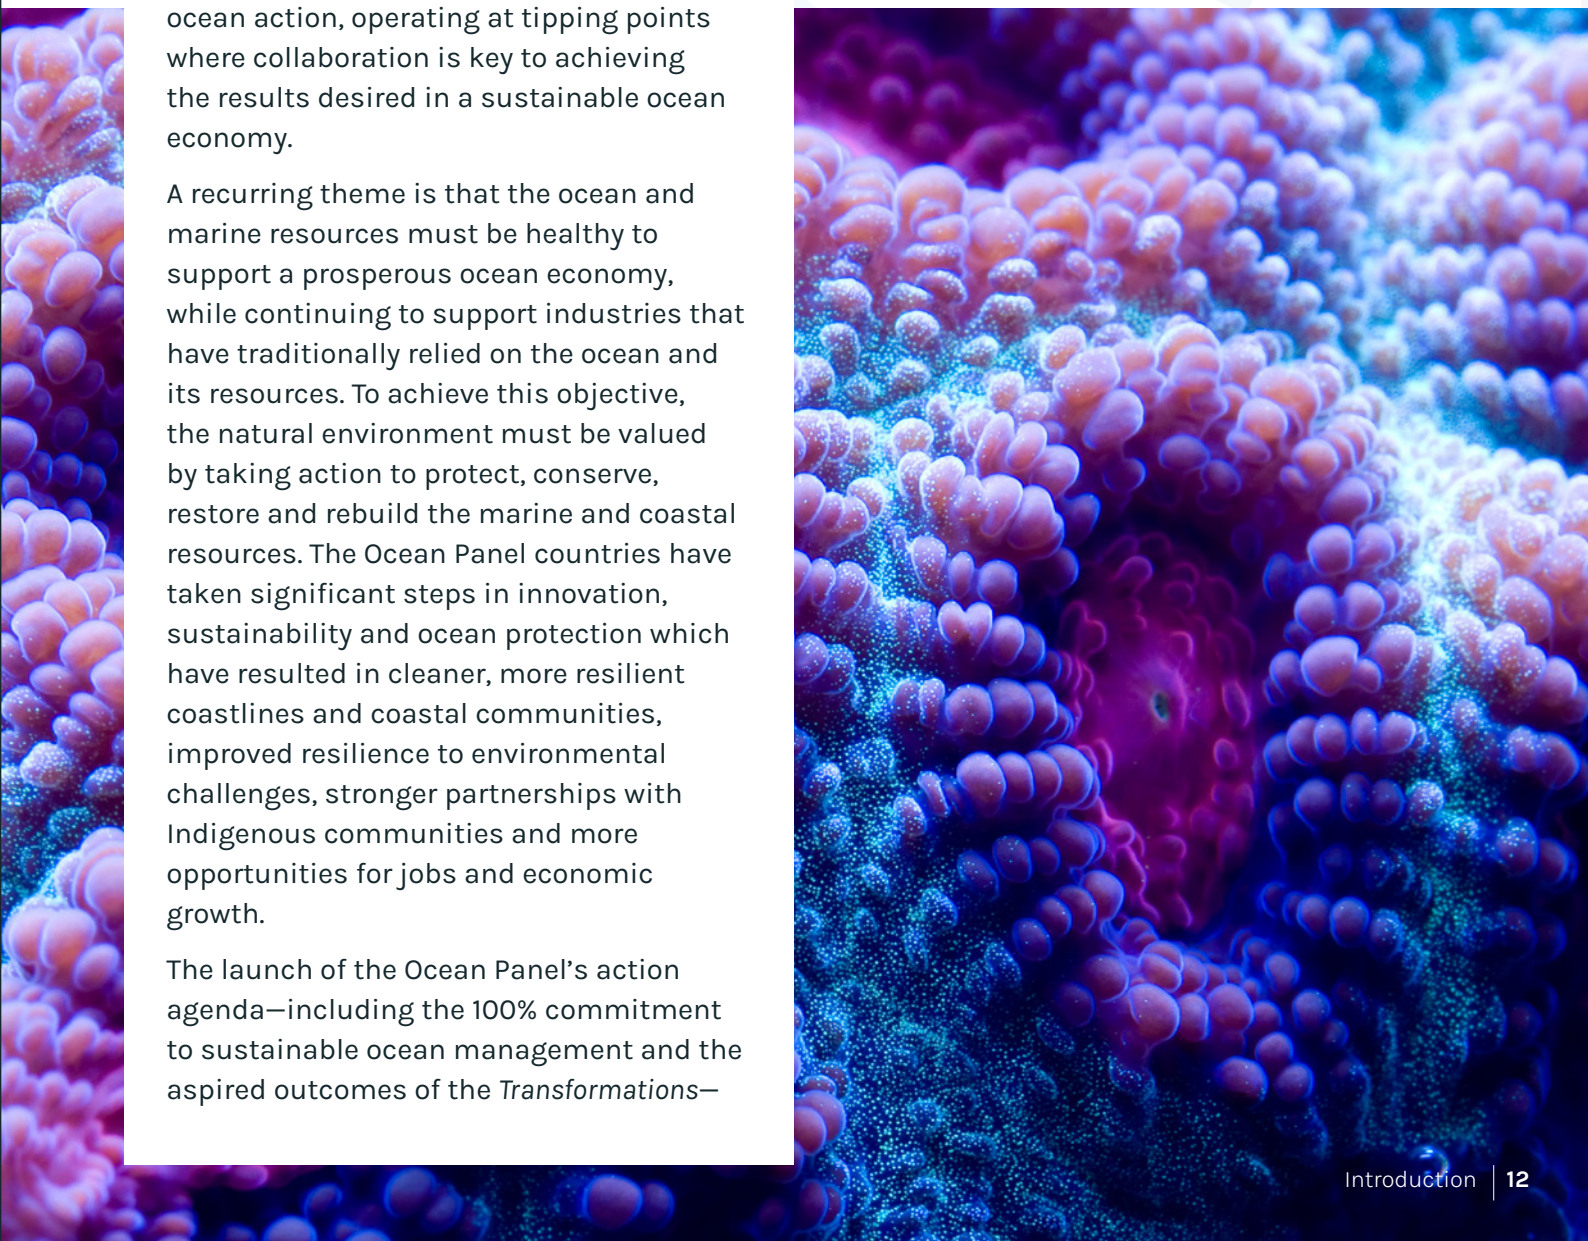 ocean action, operating at tipping points
where collaboration is key to achieving
the results desired in a sustainable ocean
economy.
A recurring theme is that the ocean and
marine resources must be healthy to
support a prosperous ocean economy,
while continuing to support industries that
have traditionally relied on the ocean and
its resources. To achieve this objective,
the natural environment must be valued
by taking action to protect, conserve,
restore and rebuild the marine and coastal
resources. The Ocean Panel countries have
taken significant steps in innovation,
sustainability and ocean protection which
have resulted in cleaner, more resilient
coastlines and coastal communities,
improved resilience to environmental
challenges, stronger partnerships with
Indigenous communities and more
opportunities for jobs and economic
growth.
The launch of the Ocean Panel’s action
agenda—including the 100% commitment
to sustainable ocean management and the
aspired outcomes of the Transformations—
Introduction | 12